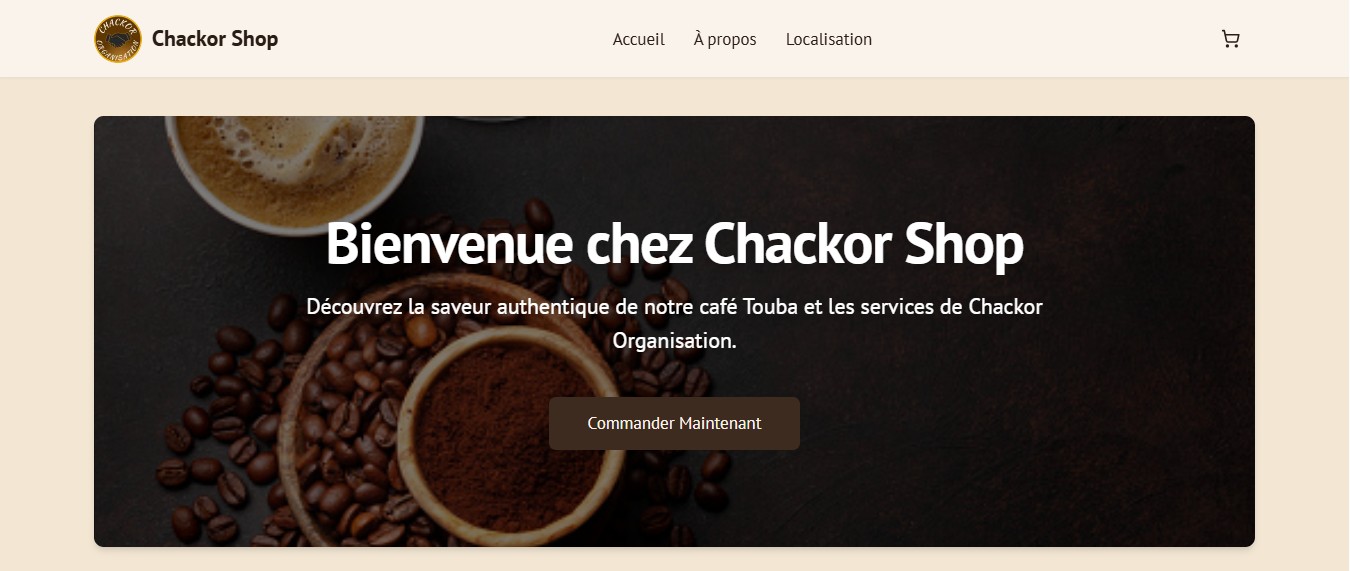 CHACKOR
ORGANISATION
Chackor Shop
Accueil
À propos
Localisation
Bienvenue chez Chackor Shop
Découvrez la saveur authentique de notre café Touba et les services de Chackor
Organisation.
Commander Maintenant